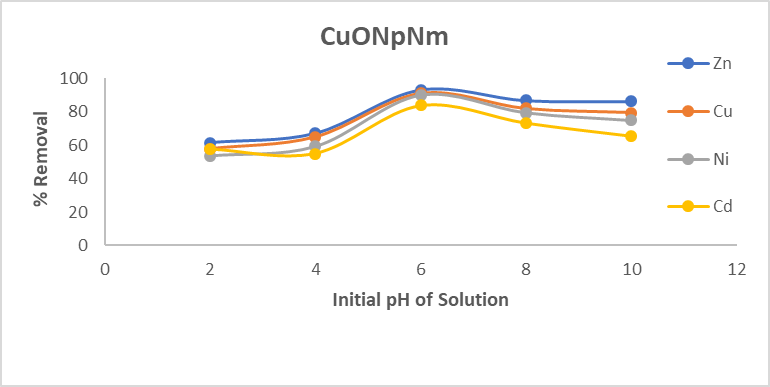 CuONpNm
% Removal
100
80
60
40
20
0
0 2 4 6 8 10 12
Initial pH of Solution
Zn
Cu
Ni
Cd